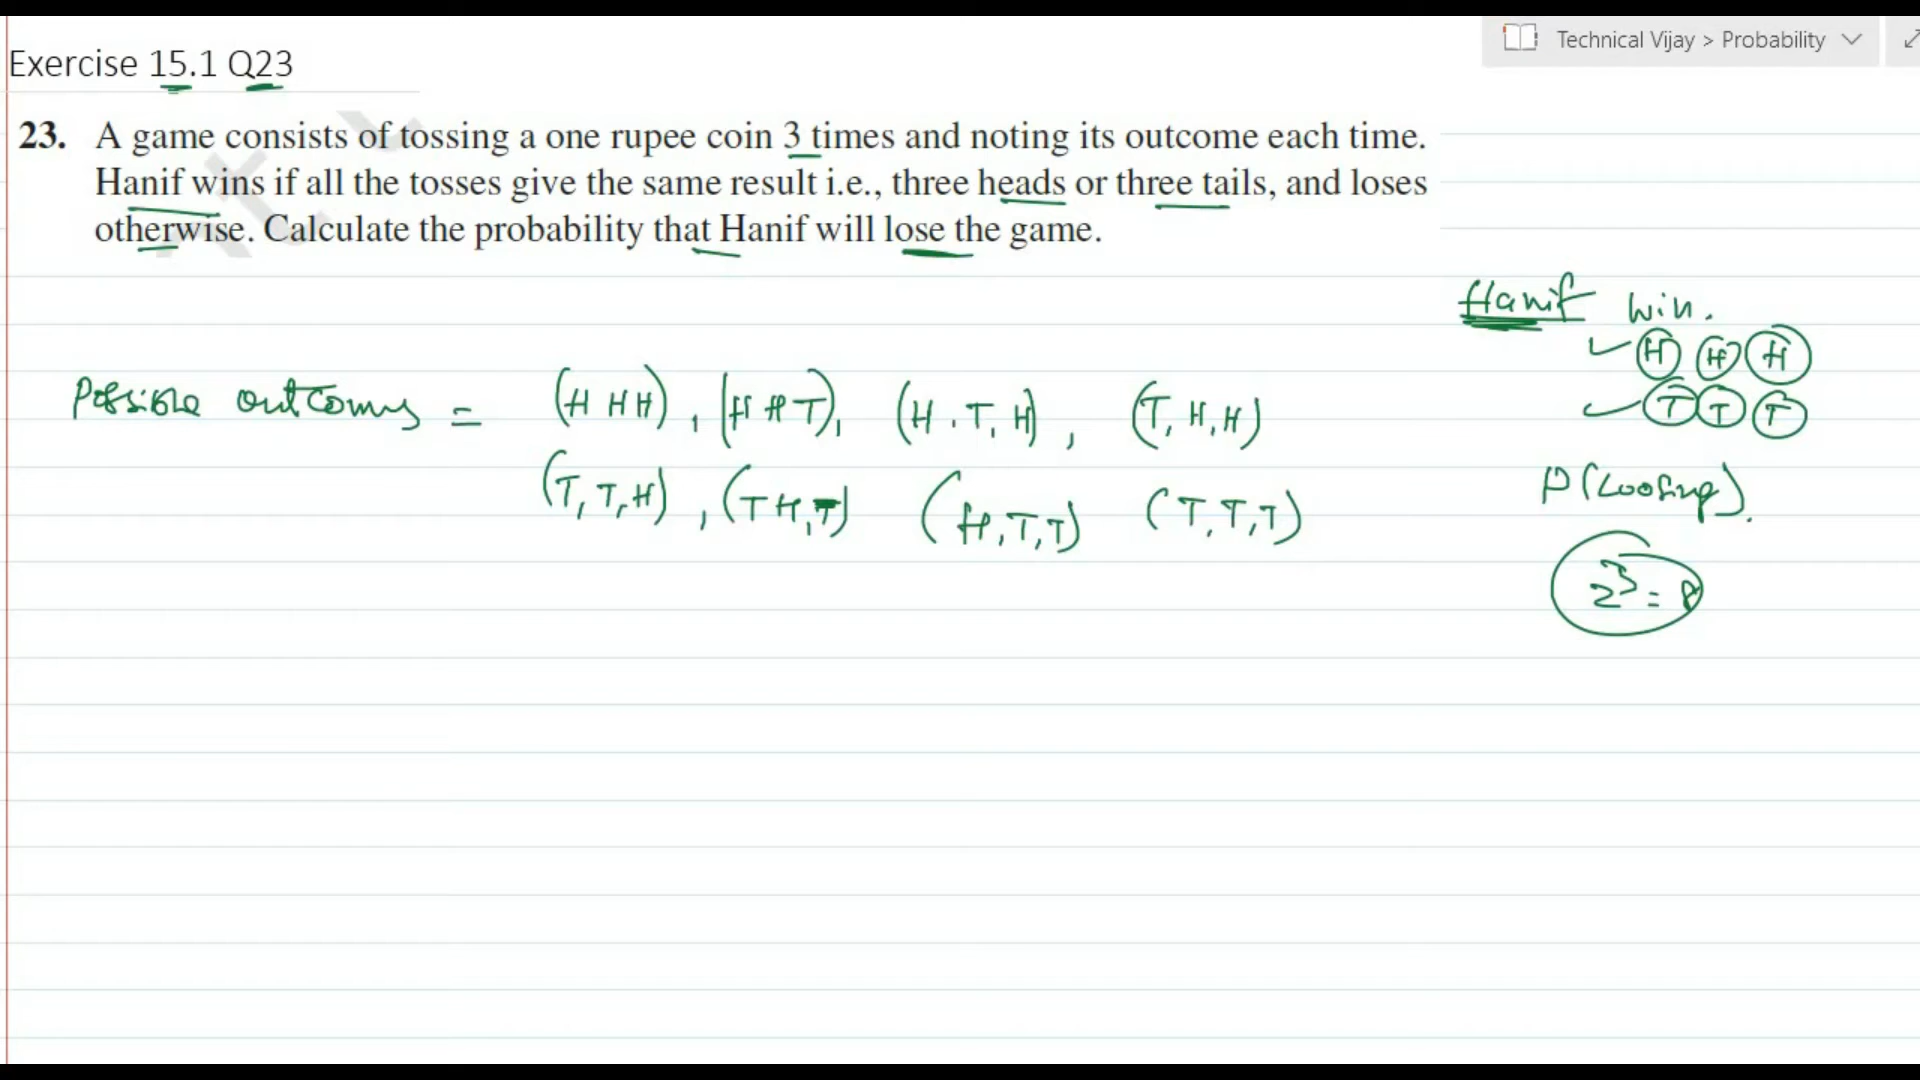 Technical Vijay > Probability
Exercise 15.1 Q23
23. A game consists of tossing a one rupee coin 3 times and noting its outcome each time.
Hanif wins if all the tosses give the same result i.e., three heads or three tails, and loses
otherwise. Calculate the probability that Hanif will lose the game.
Hanif win.
H H H
T T T
Possible outcomes = (H H H), (H H T), (H, T, H), (T, H, H)
(T, T, H), (T H, T) (H, T, T) (T, T, T)
P(Loosing).
2³ = 8